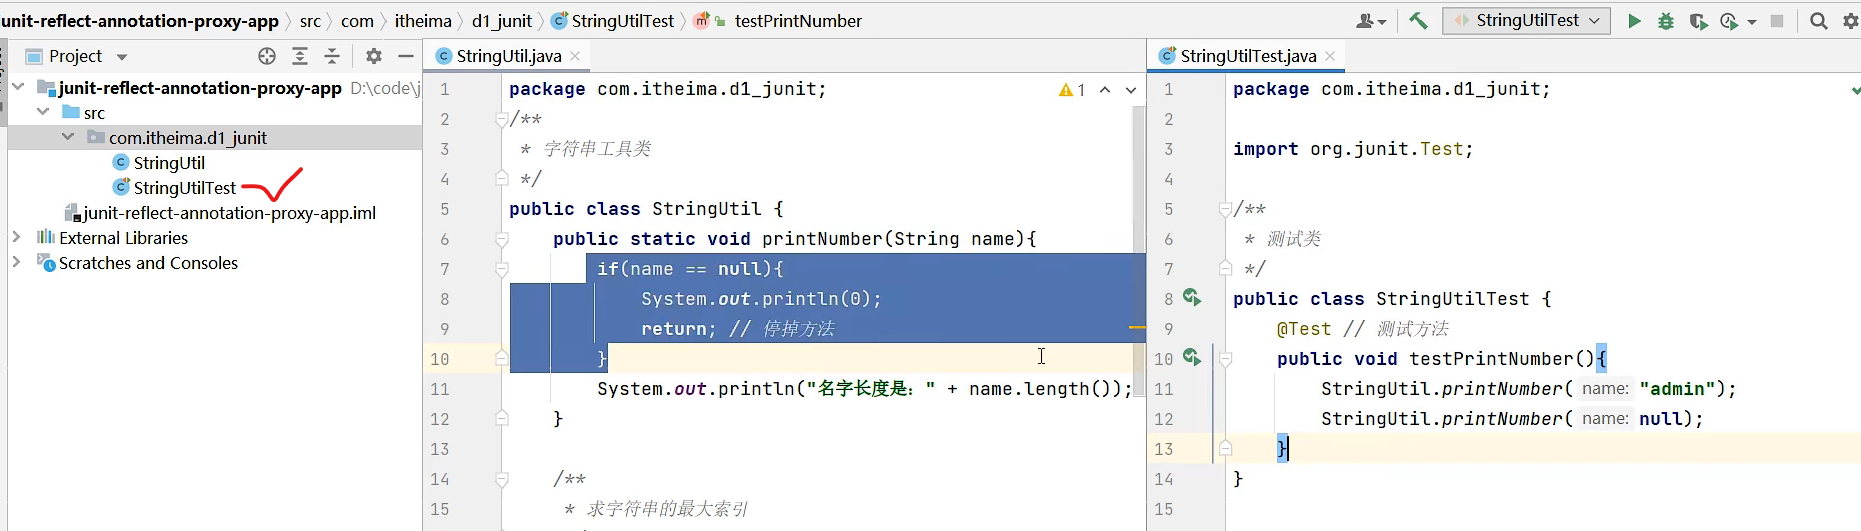 junit-reflect-annotation-proxy-app src com itheima d1_junit StringUtilTest m testPrintNumber StringUtilTest
Project
junit-reflect-annotation-proxy-app D:\code\j
src
com.itheima.d1_junit
StringUtil
StringUtilTest
junit-reflect-annotation-proxy-app.iml
External Libraries
Scratches and Consoles
StringUtil.java
1 package com.itheima.d1_junit; 1
2 /**
3 * 字符串工具类
4 */
5 public class StringUtil {
6 public static void printNumber(String name){
7 if(name == null){
8 System.out.println(0);
9 return; // 停掉方法
10 }
11 System.out.println("名字长度是：" + name.length());
12 }
13
14 /**
15 * 求字符串的最大索引
StringUtilTest.java
1 package com.itheima.d1_junit;
2
3 import org.junit.Test;
4
5 /**
6 * 测试类
7 */
8 public class StringUtilTest {
9 @Test // 测试方法
10 public void testPrintNumber(){
11 StringUtil.printNumber( name: "admin");
12 StringUtil.printNumber( name: null);
13 }
14 }
15